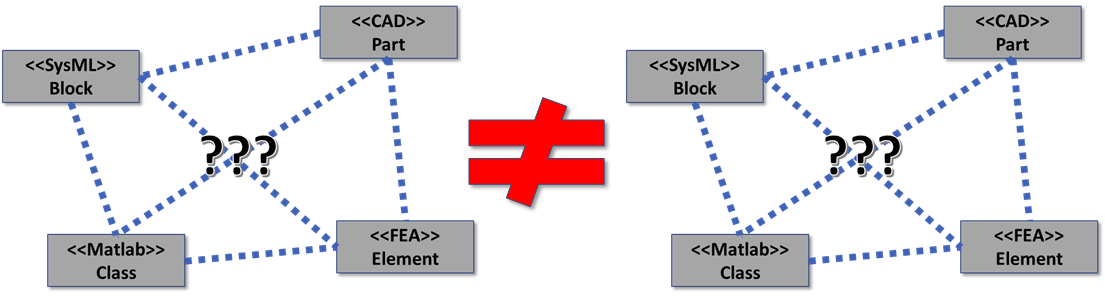 <<CAD>>
Part
<<SysML>>
Block
???
<<Matlab>>
Class
<<FEA>>
Element
≠
<<CAD>>
Part
<<SysML>>
Block
???
<<Matlab>>
Class
<<FEA>>
Element